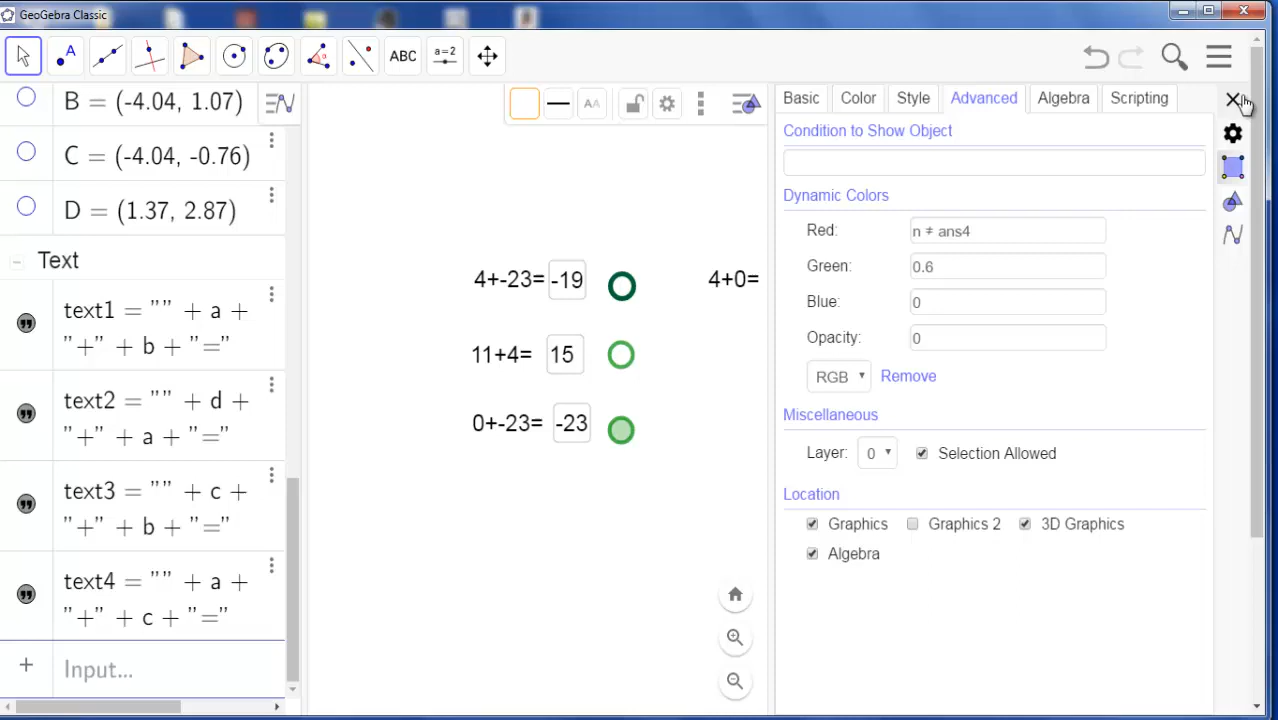 GeoGebra Classic
A
ABC
a=2
B = (-4.04, 1.07)
C = (-4.04, -0.76)
D = (1.37, 2.87)
Text
text1 = "" + a +
"+" + b + "="
text2 = "" + d +
"+" + a + "="
text3 = "" + c +
"+" + b + "="
text4 = "" + a +
"+" + c + "="
Input...
AA
4+-23= -19
4+0=
11+4= 15
0+-23= -23
Basic Color Style Advanced Algebra Scripting
Condition to Show Object
Dynamic Colors
Red: n ≠ ans4
Green: 0.6
Blue: 0
Opacity: 0
RGB Remove
Miscellaneous
Layer: 0 Selection Allowed
Location
Graphics Graphics 2 3D Graphics
Algebra